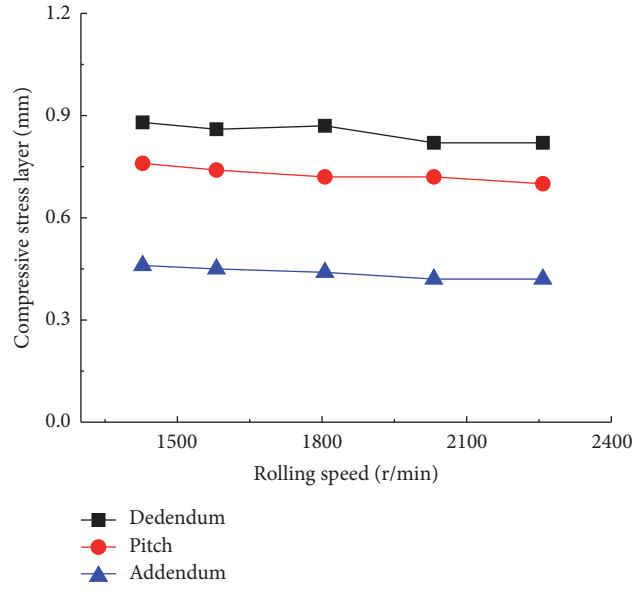 1.2
0.9
0.6
0.3
0.0
Compressive stress layer (mm)
1500 1800 2100 2400
Rolling speed (r/min)
Dedendum
Pitch
Addendum